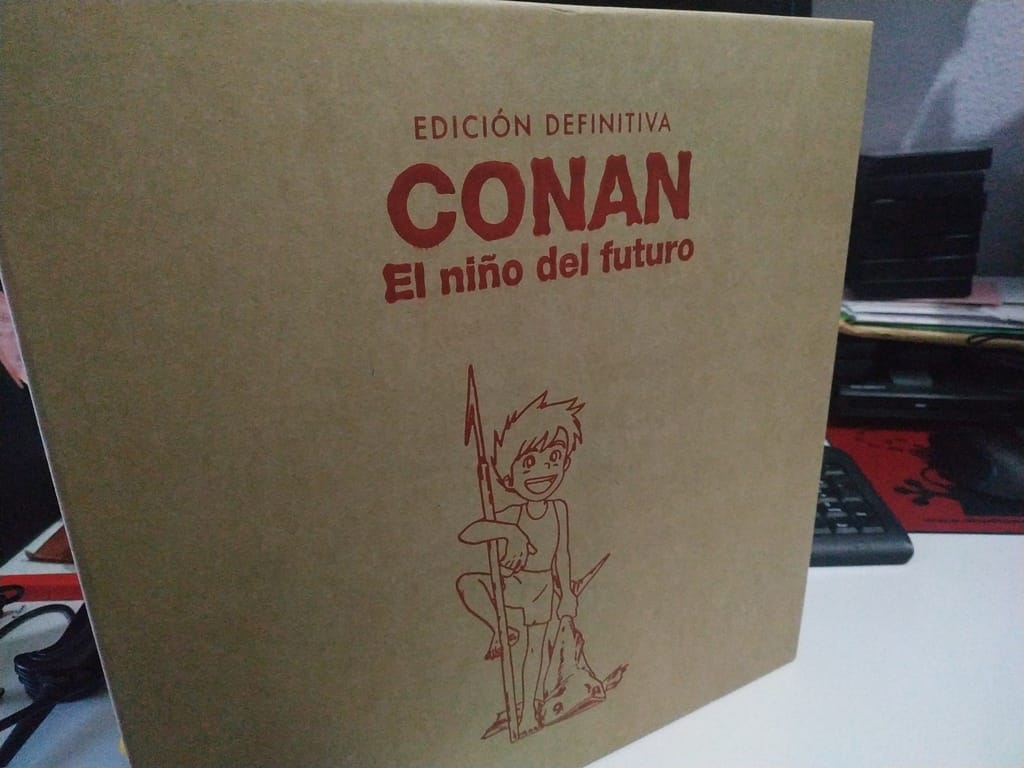 EDICIÓN DEFINITIVA
CONAN
El niño del futuro